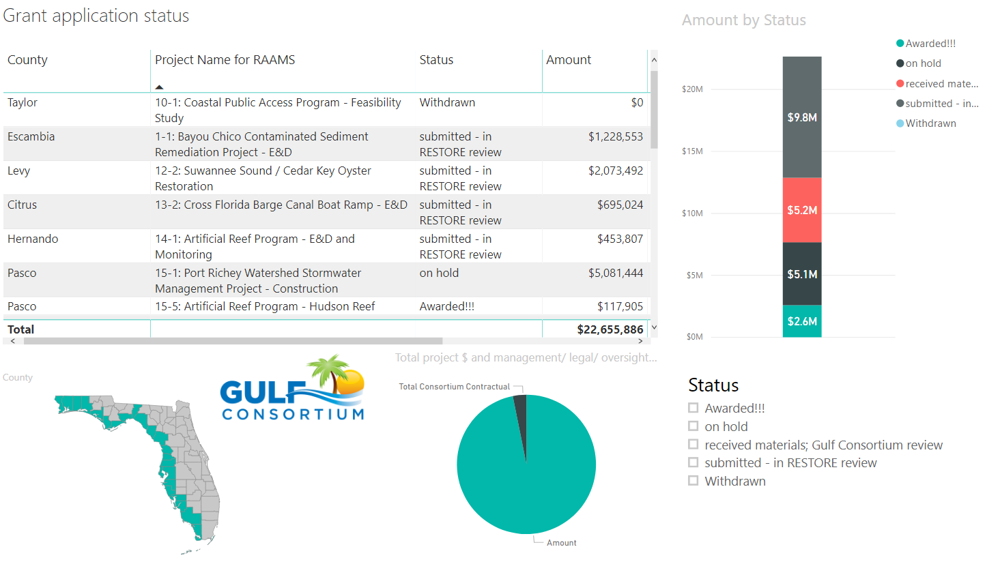 Grant application status
County Project Name for RAAMS Status Amount
Taylor 10-1: Coastal Public Access Program - Feasibility Withdrawn $0
Study
Escambia 1-1: Bayou Chico Contaminated Sediment submitted - in $1,228,553
Remediation Project - E&D RESTORE review
Levy 12-2: Suwannee Sound / Cedar Key Oyster submitted - in $2,073,492
Restoration RESTORE review
Citrus 13-2: Cross Florida Barge Canal Boat Ramp - E&D submitted - in $695,024
RESTORE review
Hernando 14-1: Artificial Reef Program - E&D and submitted - in $453,807
Monitoring RESTORE review
Pasco 15-1: Port Richey Watershed Stormwater on hold $5,081,444
Management Project - Construction
Pasco 15-5: Artificial Reef Program - Hudson Reef Awarded!!! $117,905
Total $22,655,886
Amount by Status
Awarded!!!
on hold
received mate...
submitted - in...
Withdrawn
$20M
$15M
$10M
$5M
$0M
$9.8M
$5.2M
$5.1M
$2.6M
County
GULF
CONSORTIUM
Total project $ and management/ legal/ oversight...
Total Consortium Contractual
Amount
Status
Awarded!!!
on hold
received materials; Gulf Consortium review
submitted - in RESTORE review
Withdrawn